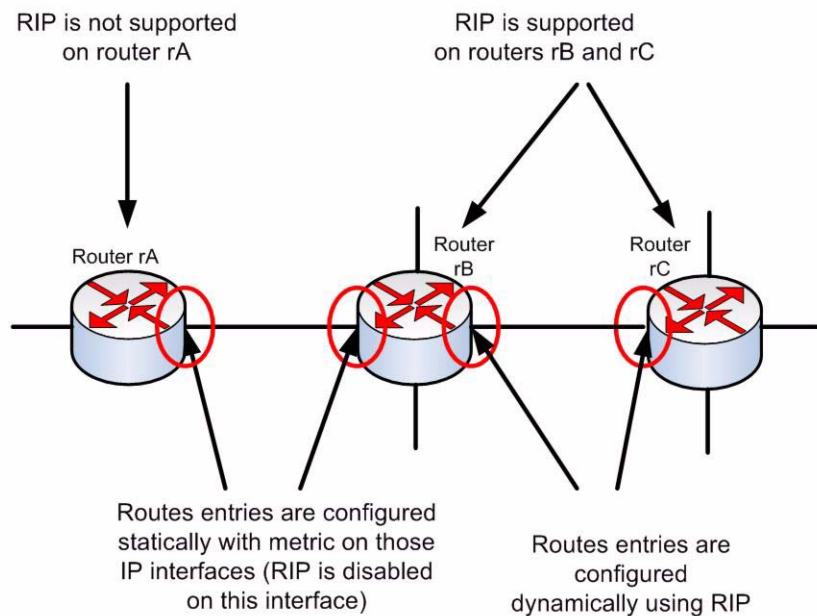 RIP is not supported
on router rA
RIP is supported
on routers rB and rC
Router rA
Router
rB
Router
rC
Routes entries are configured
statically with metric on those
IP interfaces (RIP is disabled
on this interface)
Routes entries are
configured
dynamically using RIP